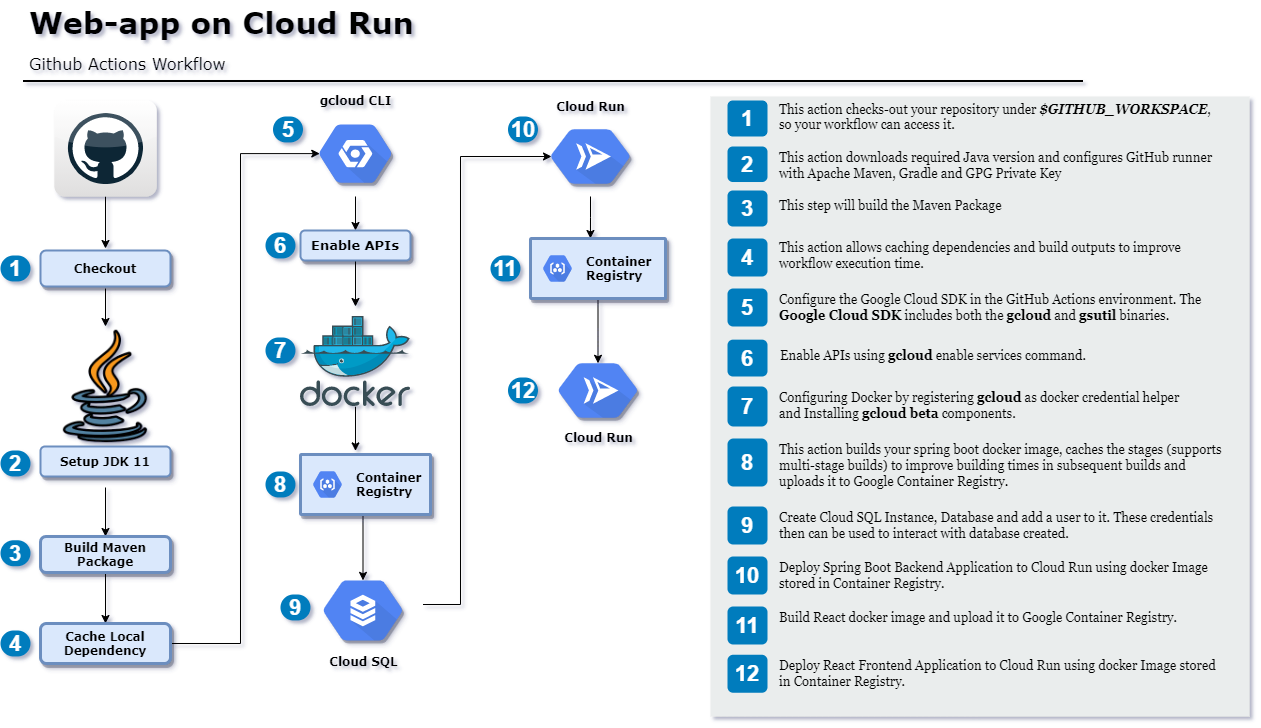 Web-app on Cloud Run
Github Actions Workflow
1
Checkout
2
Setup JDK 11
3
Build Maven
Package
4
Cache Local
Dependency
gcloud CLI
5
6
Enable APIs
7
docker
8
Container
Registry
9
Cloud SQL
Cloud Run
10
11
Container
Registry
12
Cloud Run
1
This action checks-out your repository under $GITHUB_WORKSPACE,
so your workflow can access it.
2
This action downloads required Java version and configures GitHub runner
with Apache Maven, Gradle and GPG Private Key
3
This step will build the Maven Package
4
This action allows caching dependencies and build outputs to improve
workflow execution time.
5
Configure the Google Cloud SDK in the GitHub Actions environment. The
Google Cloud SDK includes both the gcloud and gsutil binaries.
6
Enable APIs using gcloud enable services command.
7
Configuring Docker by registering gcloud as docker credential helper
and Installing gcloud beta components.
8
This action builds your spring boot docker image, caches the stages (supports
multi-stage builds) to improve building times in subsequent builds and
uploads it to Google Container Registry.
9
Create Cloud SQL Instance, Database and add a user to it. These credentials
then can be used to interact with database created.
10
Deploy Spring Boot Backend Application to Cloud Run using docker Image
stored in Container Registry.
11
Build React docker image and upload it to Google Container Registry.
12
Deploy React Frontend Application to Cloud Run using docker Image stored
in Container Registry.